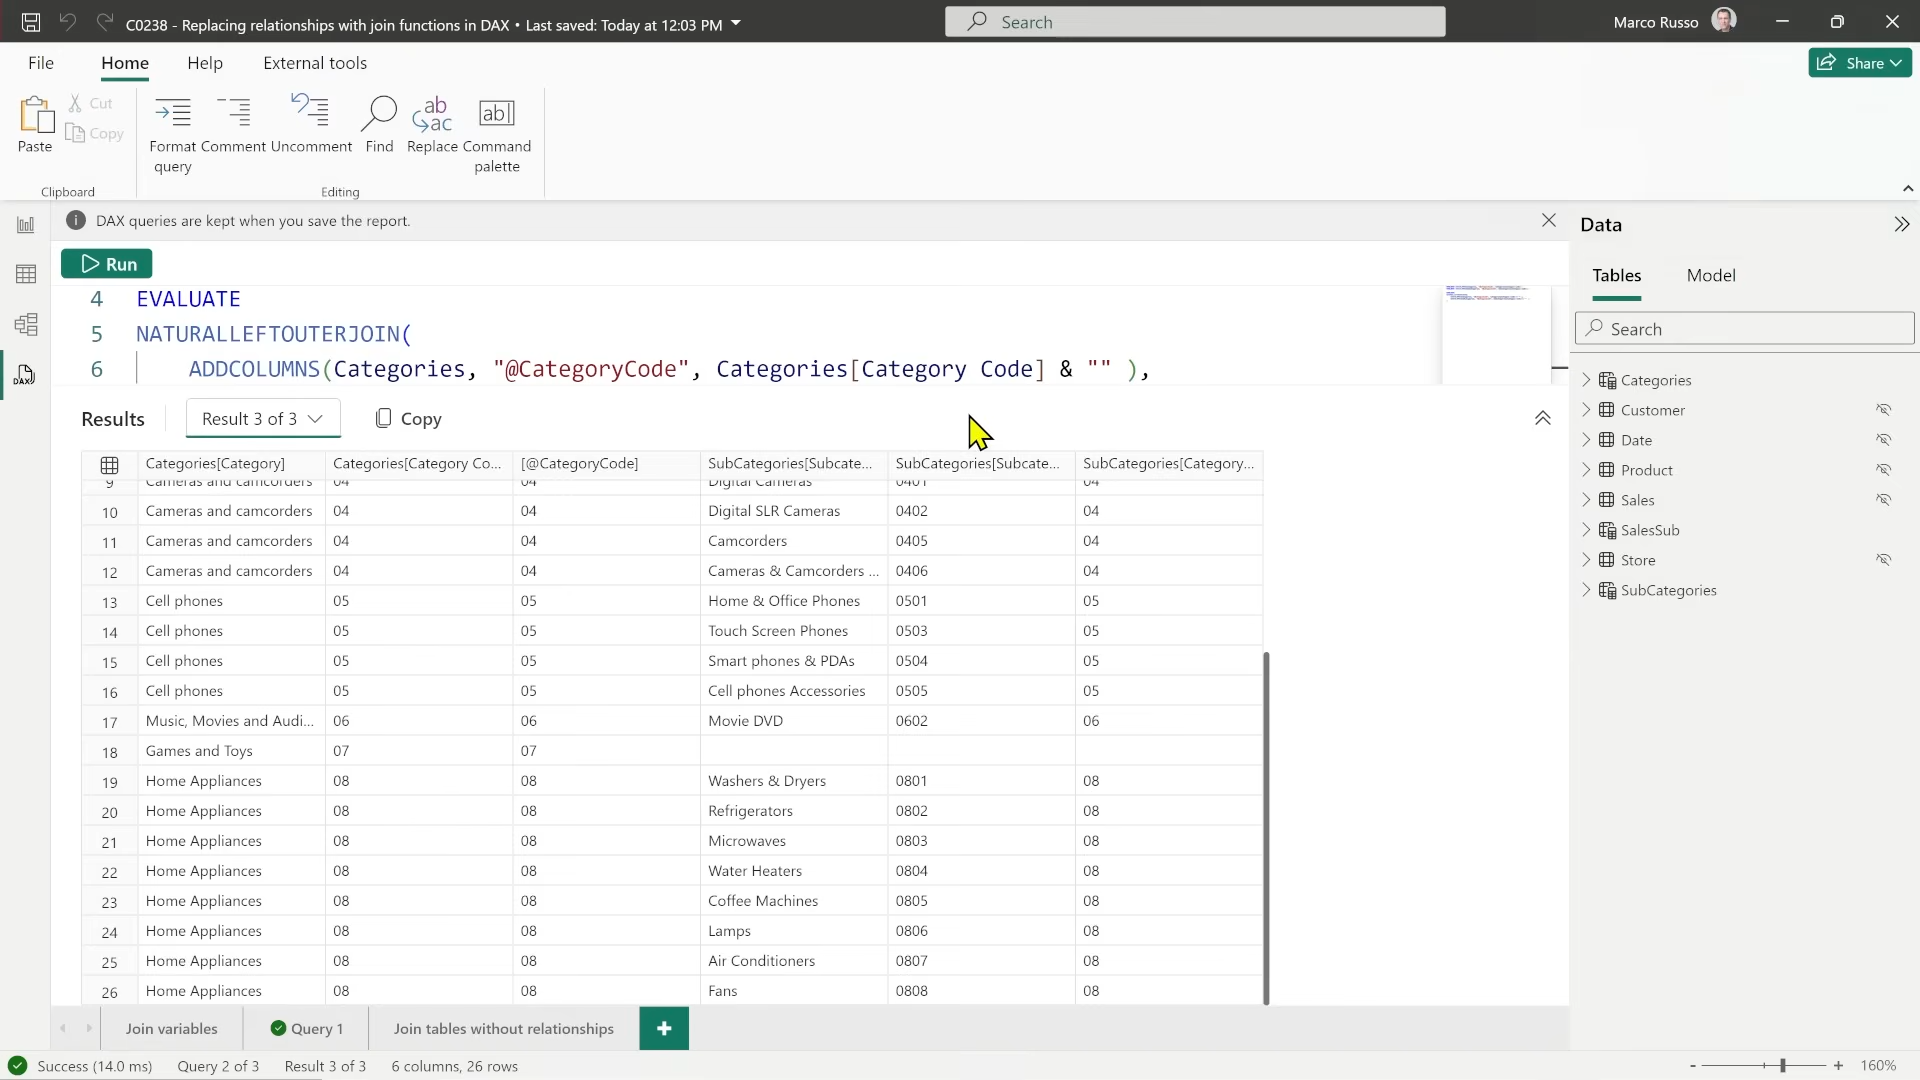 C0238 - Replacing relationships with join functions in DAX • Last saved: Today at 12:03 PM
Search
Marco Russo
File Home Help External tools
Share
Paste
Cut
Copy
Clipboard
Format query
Comment
Uncomment
Find
Replace
Command palette
Editing
DAX queries are kept when you save the report.
Run
4 EVALUATE
5 NATURALLEFTOUTERJOIN(
6 ADDCOLUMNS(Categories, "@CategoryCode", Categories[Category Code] & "" ),
Results Result 3 of 3 Copy
Categories[Category] Categories[Category Co... [@CategoryCode] SubCategories[Subcate... SubCategories[Subcate... SubCategories[Category...
9 Cameras and camcorders 04 04 Digital Cameras 0401 04
10 Cameras and camcorders 04 04 Digital SLR Cameras 0402 04
11 Cameras and camcorders 04 04 Camcorders 0405 04
12 Cameras and camcorders 04 04 Cameras & Camcorders ... 0406 04
13 Cell phones 05 05 Home & Office Phones 0501 05
14 Cell phones 05 05 Touch Screen Phones 0503 05
15 Cell phones 05 05 Smart phones & PDAs 0504 05
16 Cell phones 05 05 Cell phones Accessories 0505 05
17 Music, Movies and Audi... 06 06 Movie DVD 0602 06
18 Games and Toys 07 07
19 Home Appliances 08 08 Washers & Dryers 0801 08
20 Home Appliances 08 08 Refrigerators 0802 08
21 Home Appliances 08 08 Microwaves 0803 08
22 Home Appliances 08 08 Water Heaters 0804 08
23 Home Appliances 08 08 Coffee Machines 0805 08
24 Home Appliances 08 08 Lamps 0806 08
25 Home Appliances 08 08 Air Conditioners 0807 08
26 Home Appliances 08 08 Fans 0808 08
Join variables Query 1 Join tables without relationships +
Success (14.0 ms) Query 2 of 3 Result 3 of 3 6 columns, 26 rows
- + 160%
Data
Tables Model
Search
Categories
Customer
Date
Product
Sales
SalesSub
Store
SubCategories
DAX